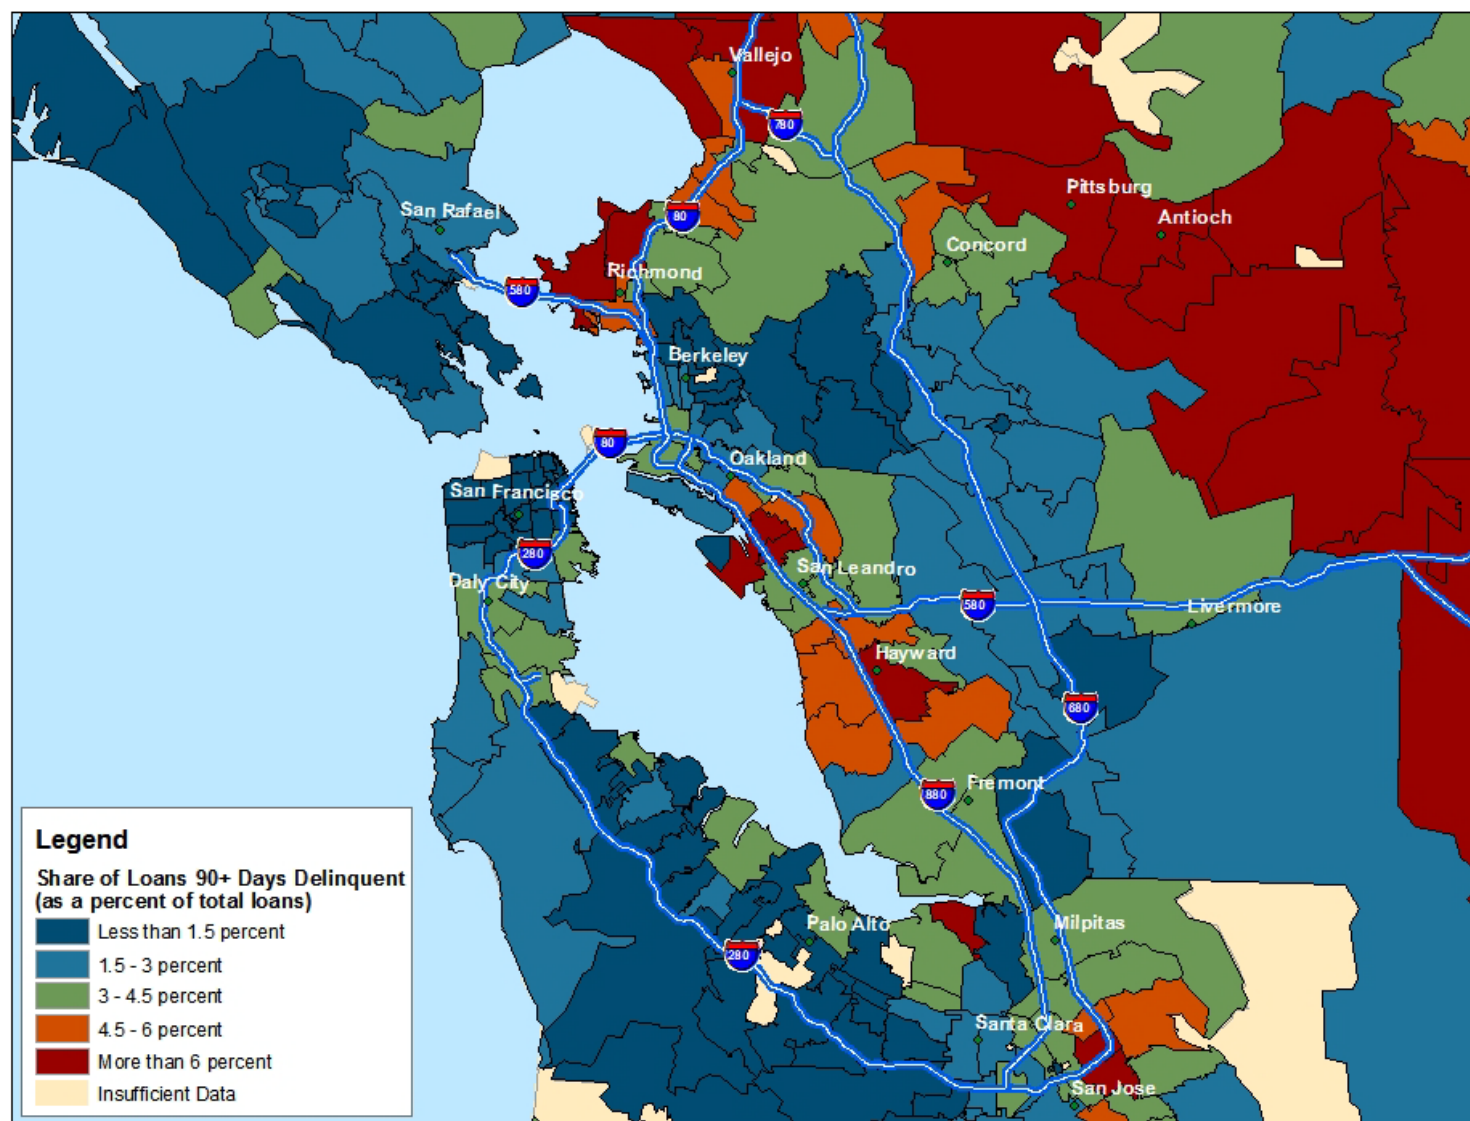 Vallejo
780
Pittsburg
Antioch
San Rafael
80
Concord
Richmond
580
Berkeley
80
Oakland
San Francisco
280
San Leandro
Daly City
580
Livermore
Hayward
680
Fremont
880
Palo Alto
Milpitas
280
Santa Clara
San Jose
Legend
Share of Loans 90+ Days Delinquent
(as a percent of total loans)
Less than 1.5 percent
1.5 - 3 percent
3 - 4.5 percent
4.5 - 6 percent
More than 6 percent
Insufficient Data